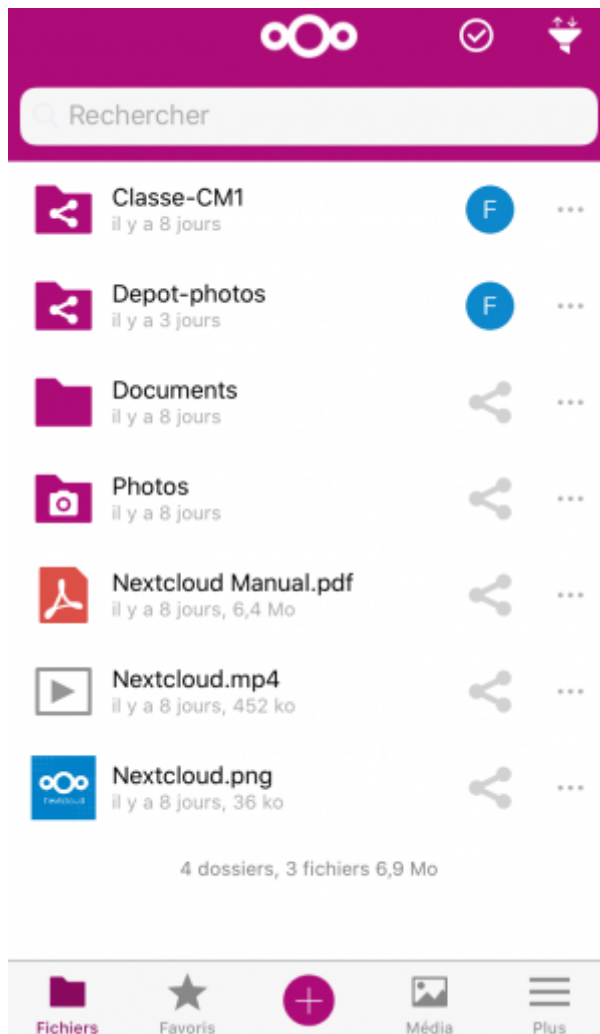 Rechercher
Classe-CM1
F
il y a 8 jours
Depot-photos
F
il y a 3 jours
Documents
il y a 8 jours
Photos
il y a 8 jours
Nextcloud Manual.pdf
il y a 8 jours, 6,4 Mo
Nextcloud.mp4
il y a 8 jours, 452 ko
Nextcloud.png
il y a 8 jours, 36 ko
Nextcloud
4 dossiers, 3 fichiers 6,9 Mo
Fichiers
Favoris
Média
Plus